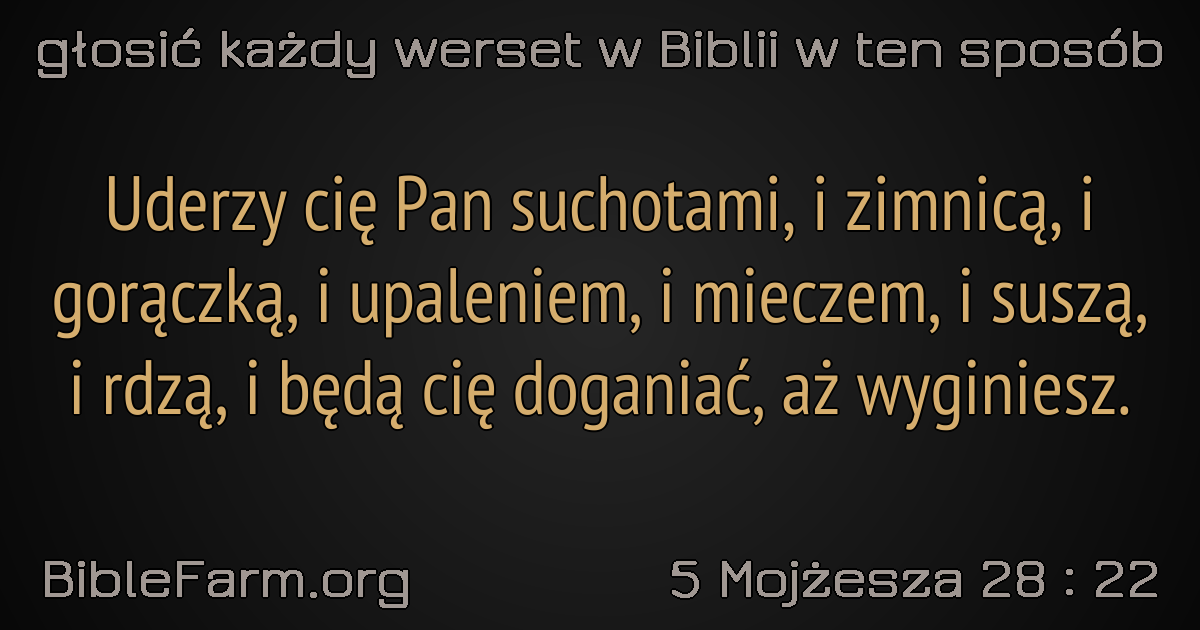 głosić każdy werset w Biblii w ten sposób
Uderzy cię Pan suchotami, i zimnicą, i
gorączką, i upaleniem, i mieczem, i suszą,
i rdzą, i będą cię doganiać, aż wyginiesz.
BibleFarm.org
5 Mojżesza 28 : 22